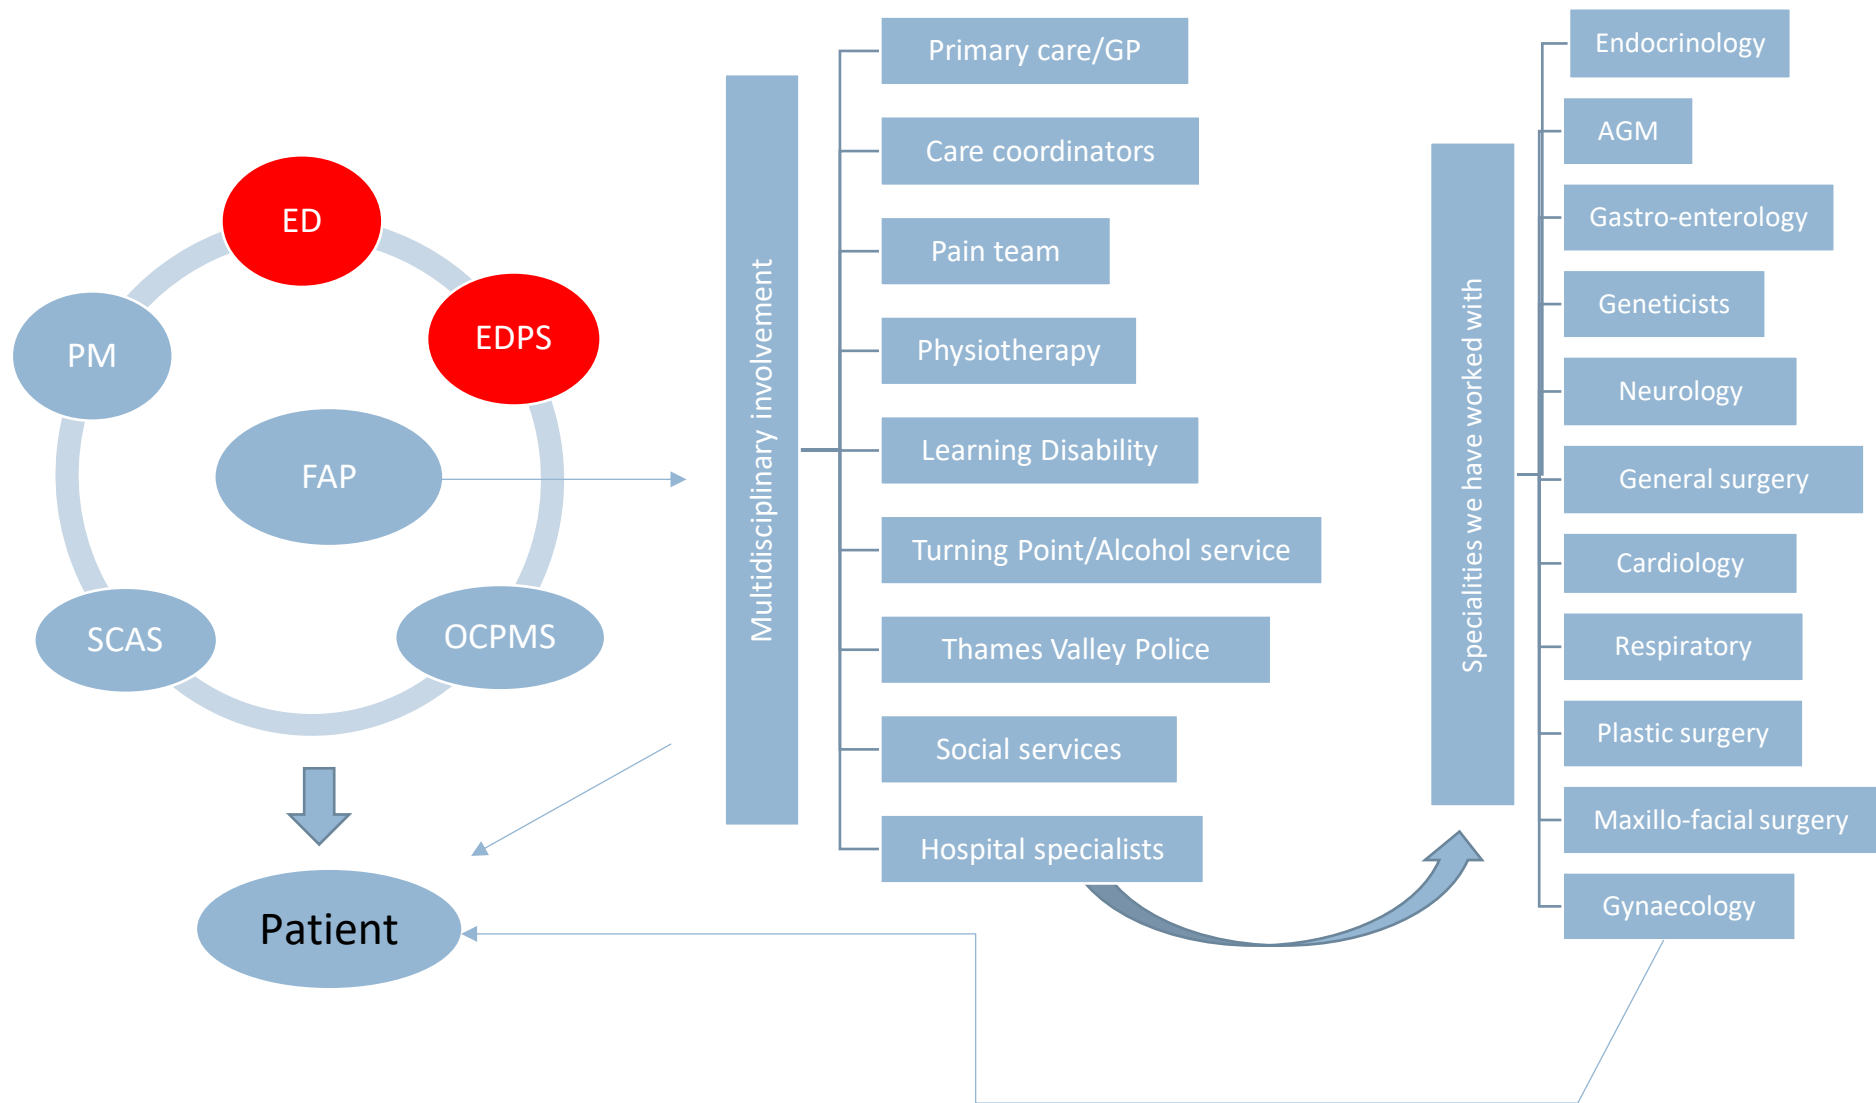 ED
EDPS
PM
FAP
SCAS
OCPMS
Patient
Multidisciplinary involvement
Primary care/GP
Care coordinators
Pain team
Physiotherapy
Learning Disability
Turning Point/Alcohol service
Thames Valley Police
Social services
Hospital specialists
Specialities we have worked with
Endocrinology
AGM
Gastro-enterology
Geneticists
Neurology
General surgery
Cardiology
Respiratory
Plastic surgery
Maxillo-facial surgery
Gynaecology